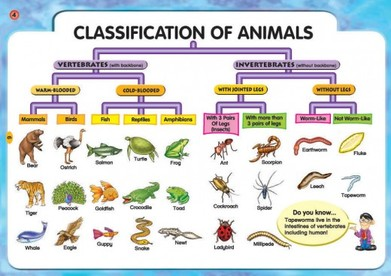 4
CLASSIFICATION OF ANIMALS
VERTEBRATES (with backbone)
INVERTEBRATES (without backbone)
WARM-BLOODED
COLD-BLOODED
WITH JOINTED LEGS
WITHOUT LEGS
Mammals
Birds
Fish
Reptiles
Amphibians
With 3 Pairs
Of Legs
(Insects)
With more than
3 pairs of legs
Worm-Like
Not Worm-Like
Bear
Ostrich
Salmon
Turtle
Frog
Ant
Scorpion
Earthworm
Fluke
Tiger
Peacock
Goldfish
Crocodile
Toad
Cockroach
Spider
Leech
Tapeworm
Whale
Eagle
Guppy
Snake
Newt
Ladybird
Millipede
Do you know...
Tapeworms live in the
intestines of vertebrates
including human!